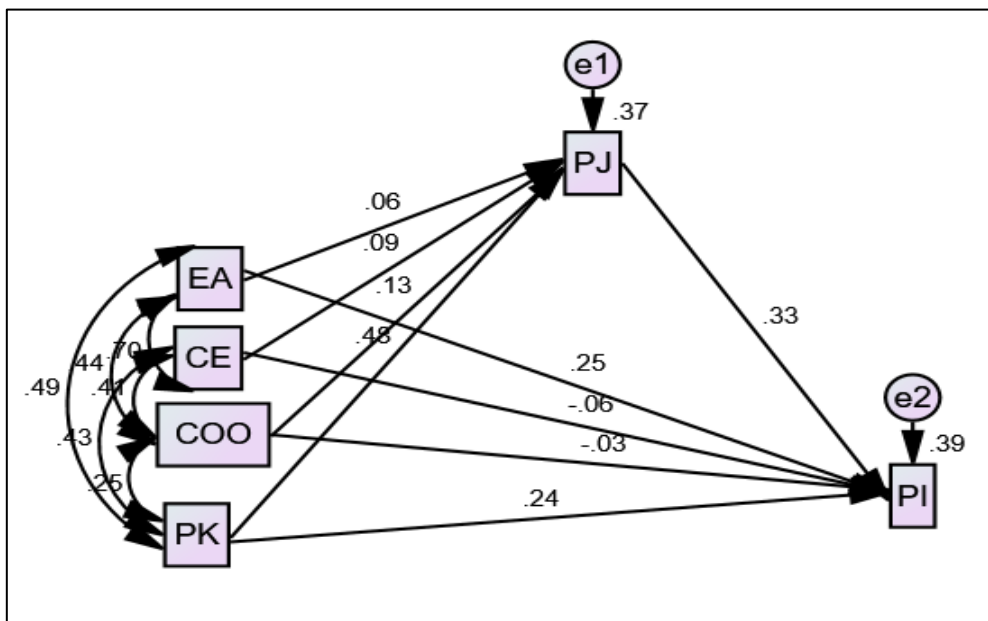 e1
.37
PJ
.06
.09
EA
.13
.33
.70
.48
CE
.44
.25
.49
.41
-.06
e2
COO
.43
-.03
.39
.25
.24
PI
PK